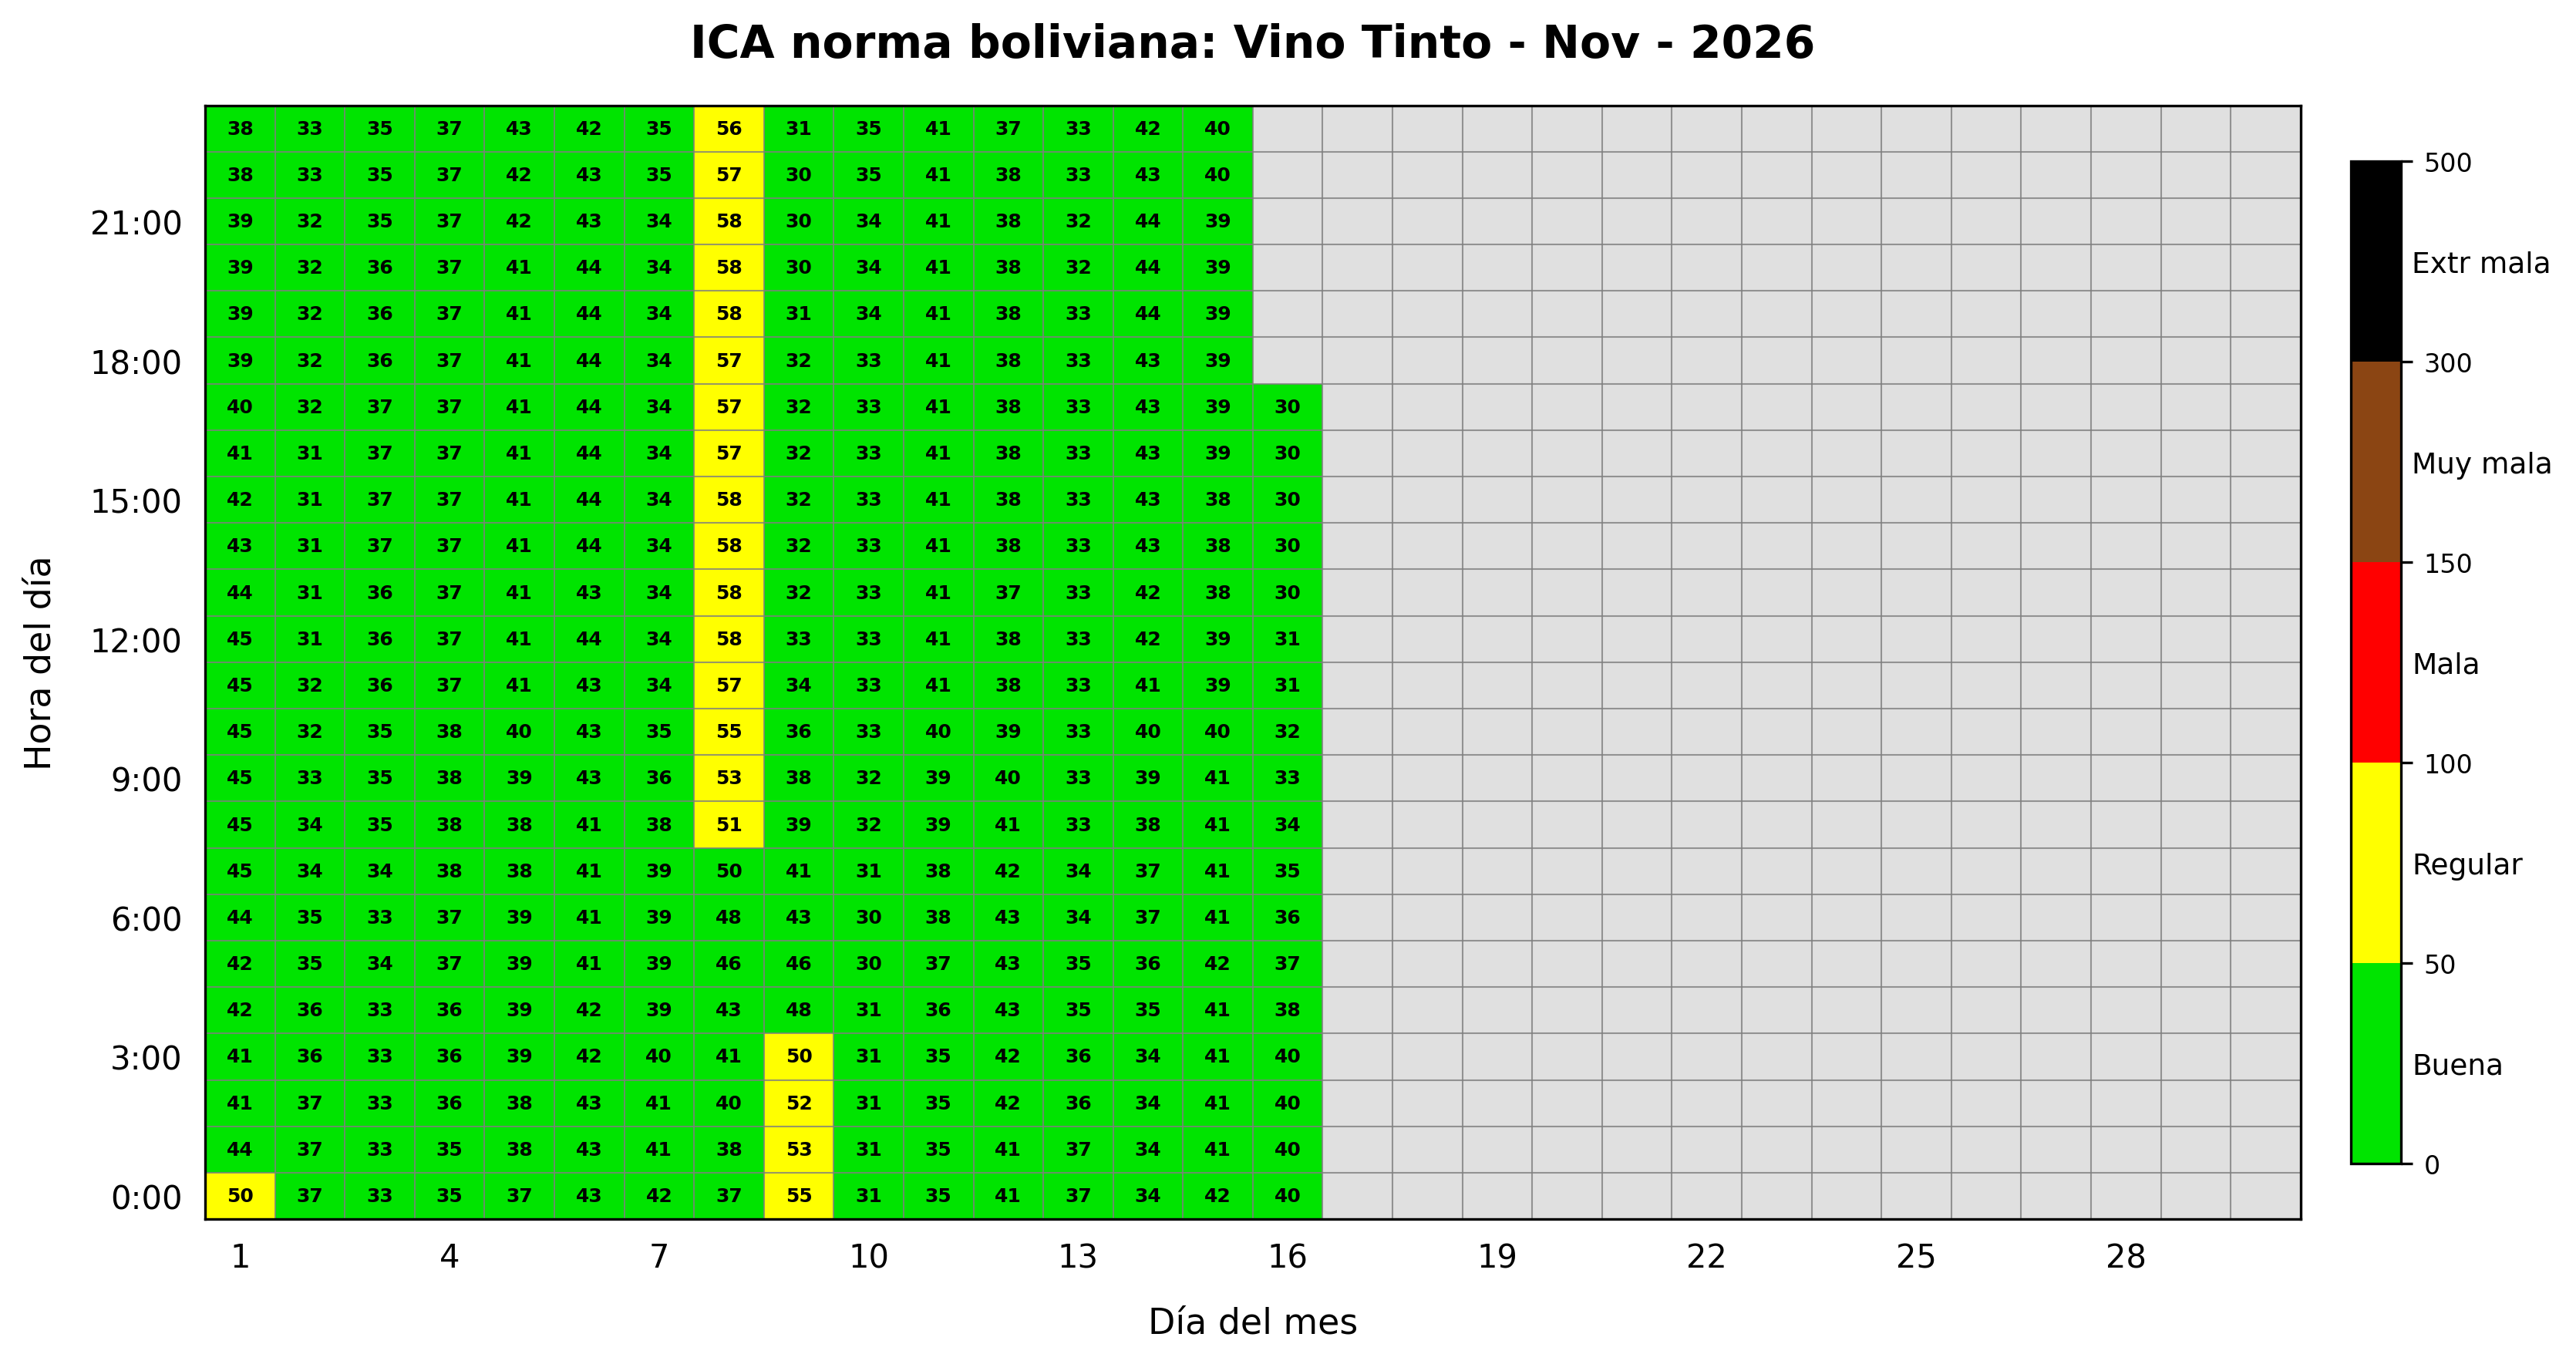 ICA norma boliviana: Vino Tinto - Nov - 2026
38 33 35 37 43 42 35 56 31 35 41 37 33 42 40
38 33 35 37 42 43 35 57 30 35 41 38 33 43 40
21:00 39 32 35 37 42 43 34 58 30 34 41 38 32 44 39
39 32 36 37 41 44 34 58 30 34 41 38 32 44 39
39 32 36 37 41 44 34 58 31 34 41 38 33 44 39
18:00 39 32 36 37 41 44 34 57 32 33 41 38 33 43 39
40 32 37 37 41 44 34 57 32 33 41 38 33 43 39 30
41 31 37 37 41 44 34 57 32 33 41 38 33 43 39 30
15:00 42 31 37 37 41 44 34 58 32 33 41 38 33 43 38 30
43 31 37 37 41 44 34 58 32 33 41 38 33 43 38 30
44 31 36 37 41 43 34 58 32 33 41 37 33 42 38 30
12:00 45 31 36 37 41 44 34 58 33 33 41 38 33 42 39 31
45 32 36 37 41 43 34 57 34 33 41 38 33 41 39 31
45 32 35 38 40 43 35 55 36 33 40 39 33 40 40 32
9:00 45 33 35 38 39 43 36 53 38 32 39 40 33 39 41 33
45 34 35 38 38 41 38 51 39 32 39 41 33 38 41 34
45 34 34 38 38 41 39 50 41 31 38 42 34 37 41 35
6:00 44 35 33 37 39 41 39 48 43 30 38 43 34 37 41 36
42 35 34 37 39 41 39 46 46 30 37 43 35 36 42 37
42 36 33 36 39 42 39 43 48 31 36 43 35 35 41 38
3:00 41 36 33 36 39 42 40 41 50 31 35 42 36 34 41 40
41 37 33 36 38 43 41 40 52 31 35 42 36 34 41 40
44 37 33 35 38 43 41 38 53 31 35 41 37 34 41 40
0:00 50 37 33 35 37 43 42 37 55 31 35 41 37 34 42 40
1 4 7 10 13 16 19 22 25 28
Día del mes
Hora del día
500
Extr mala
300
Muy mala
150
Mala
100
Regular
50
Buena
0